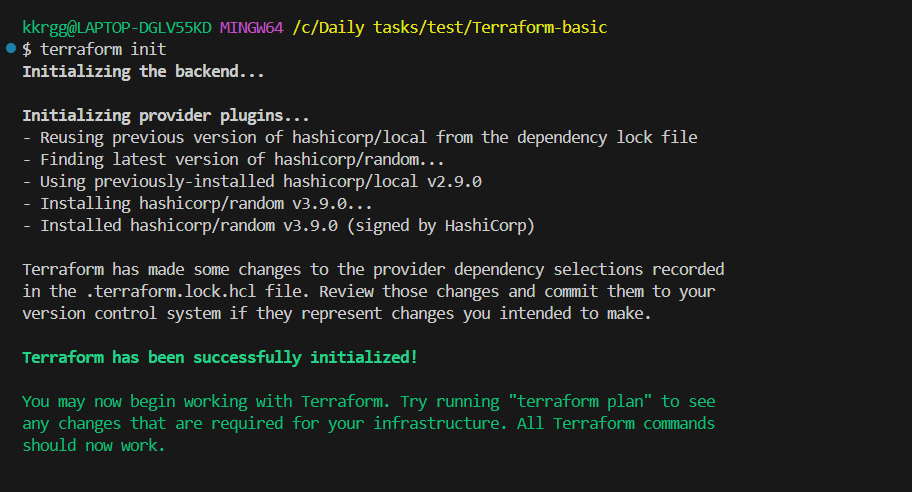 kkrgg@LAPTOP-DGLV55KD MINGW64 /c/Daily tasks/test/Terraform-basic
$ terraform init
Initializing the backend...
Initializing provider plugins...
- Reusing previous version of hashicorp/local from the dependency lock file
- Finding latest version of hashicorp/random...
- Using previously-installed hashicorp/local v2.9.0
- Installing hashicorp/random v3.9.0...
- Installed hashicorp/random v3.9.0 (signed by HashiCorp)
Terraform has made some changes to the provider dependency selections recorded
in the .terraform.lock.hcl file. Review those changes and commit them to your
version control system if they represent changes you intended to make.
Terraform has been successfully initialized!
You may now begin working with Terraform. Try running "terraform plan" to see
any changes that are required for your infrastructure. All Terraform commands
should now work.